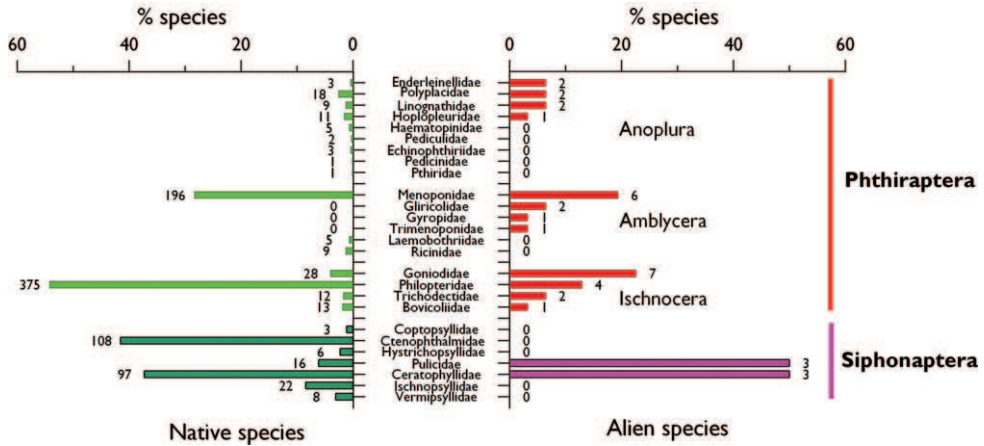 % species % species
60 40 20 0 0 20 40 60
3 Enderleinellidae 2
18 Polyplacidae 2
9 Linognathidae 2
11 Hoplopleuridae 1
5 Haematopinidae 0 Anoplura
2 Pediculidae 0
3 Echinophthiriidae 0
1 Pedicinidae 0
1 Pthiridae 0
Phthiraptera
196 Menoponidae 6
0 Gliricolidae 2
0 Gyropidae 1 Amblycera
0 Trimenoponidae 1
5 Laemobothriidae 0
9 Ricinidae 0
28 Goniodidae 7
375 Philopteridae 4
12 Trichodectidae 2 Ischnocera
13 Bovicoliidae 1
3 Coptopsyllidae 0
108 Ctenophthalmidae 0
6 Hystrichopsyllidae 0
16 Pulicidae 3 Siphonaptera
97 Ceratophyllidae 3
22 Ischnopsyllidae 0
8 Vermipsyllidae 0
Native species Alien species